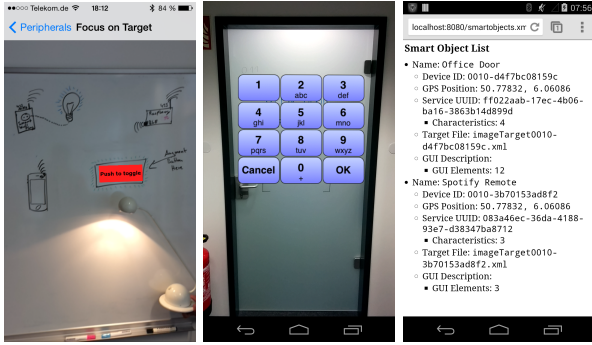 Telekom.de 18:12 84 %
Peripherals Focus on Target
Push to toggle
Augment
Button
here
1 2 abc 3 def
4 ghi 5 jkl 6 mno
7 pqrs 8 tuv 9 wxyz
Cancel 0 + OK
07:56
localhost:8080/smartobjects.xm
Smart Object List
Name: Office Door
Device ID: 0010-d4f7bc08159c
GPS Position: 50.77832, 6.06086
Service UUID: ff022aab-17ec-4b06-
ba16-3863b14d899d
Characteristics: 4
Target File: imageTarget0010-
d4f7bc08159c.xml
GUI Description:
GUI Elements: 12
Name: Spotify Remote
Device ID: 0010-3b70153ad8f2
GPS Position: 50.77832, 6.06086
Service UUID: 083a46ec-36da-4188-
93e7-d38347ba8712
Characteristics: 3
Target File: imageTarget0010-
3b70153ad8f2.xml
GUI Description:
GUI Elements: 3